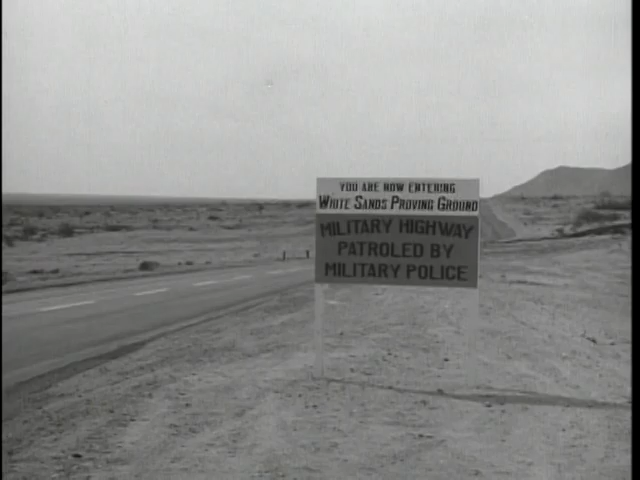 YOU ARE NOW ENTERING
WHITE SANDS PROVING GROUND
MILITARY HIGHWAY
PATROLED BY
MILITARY POLICE